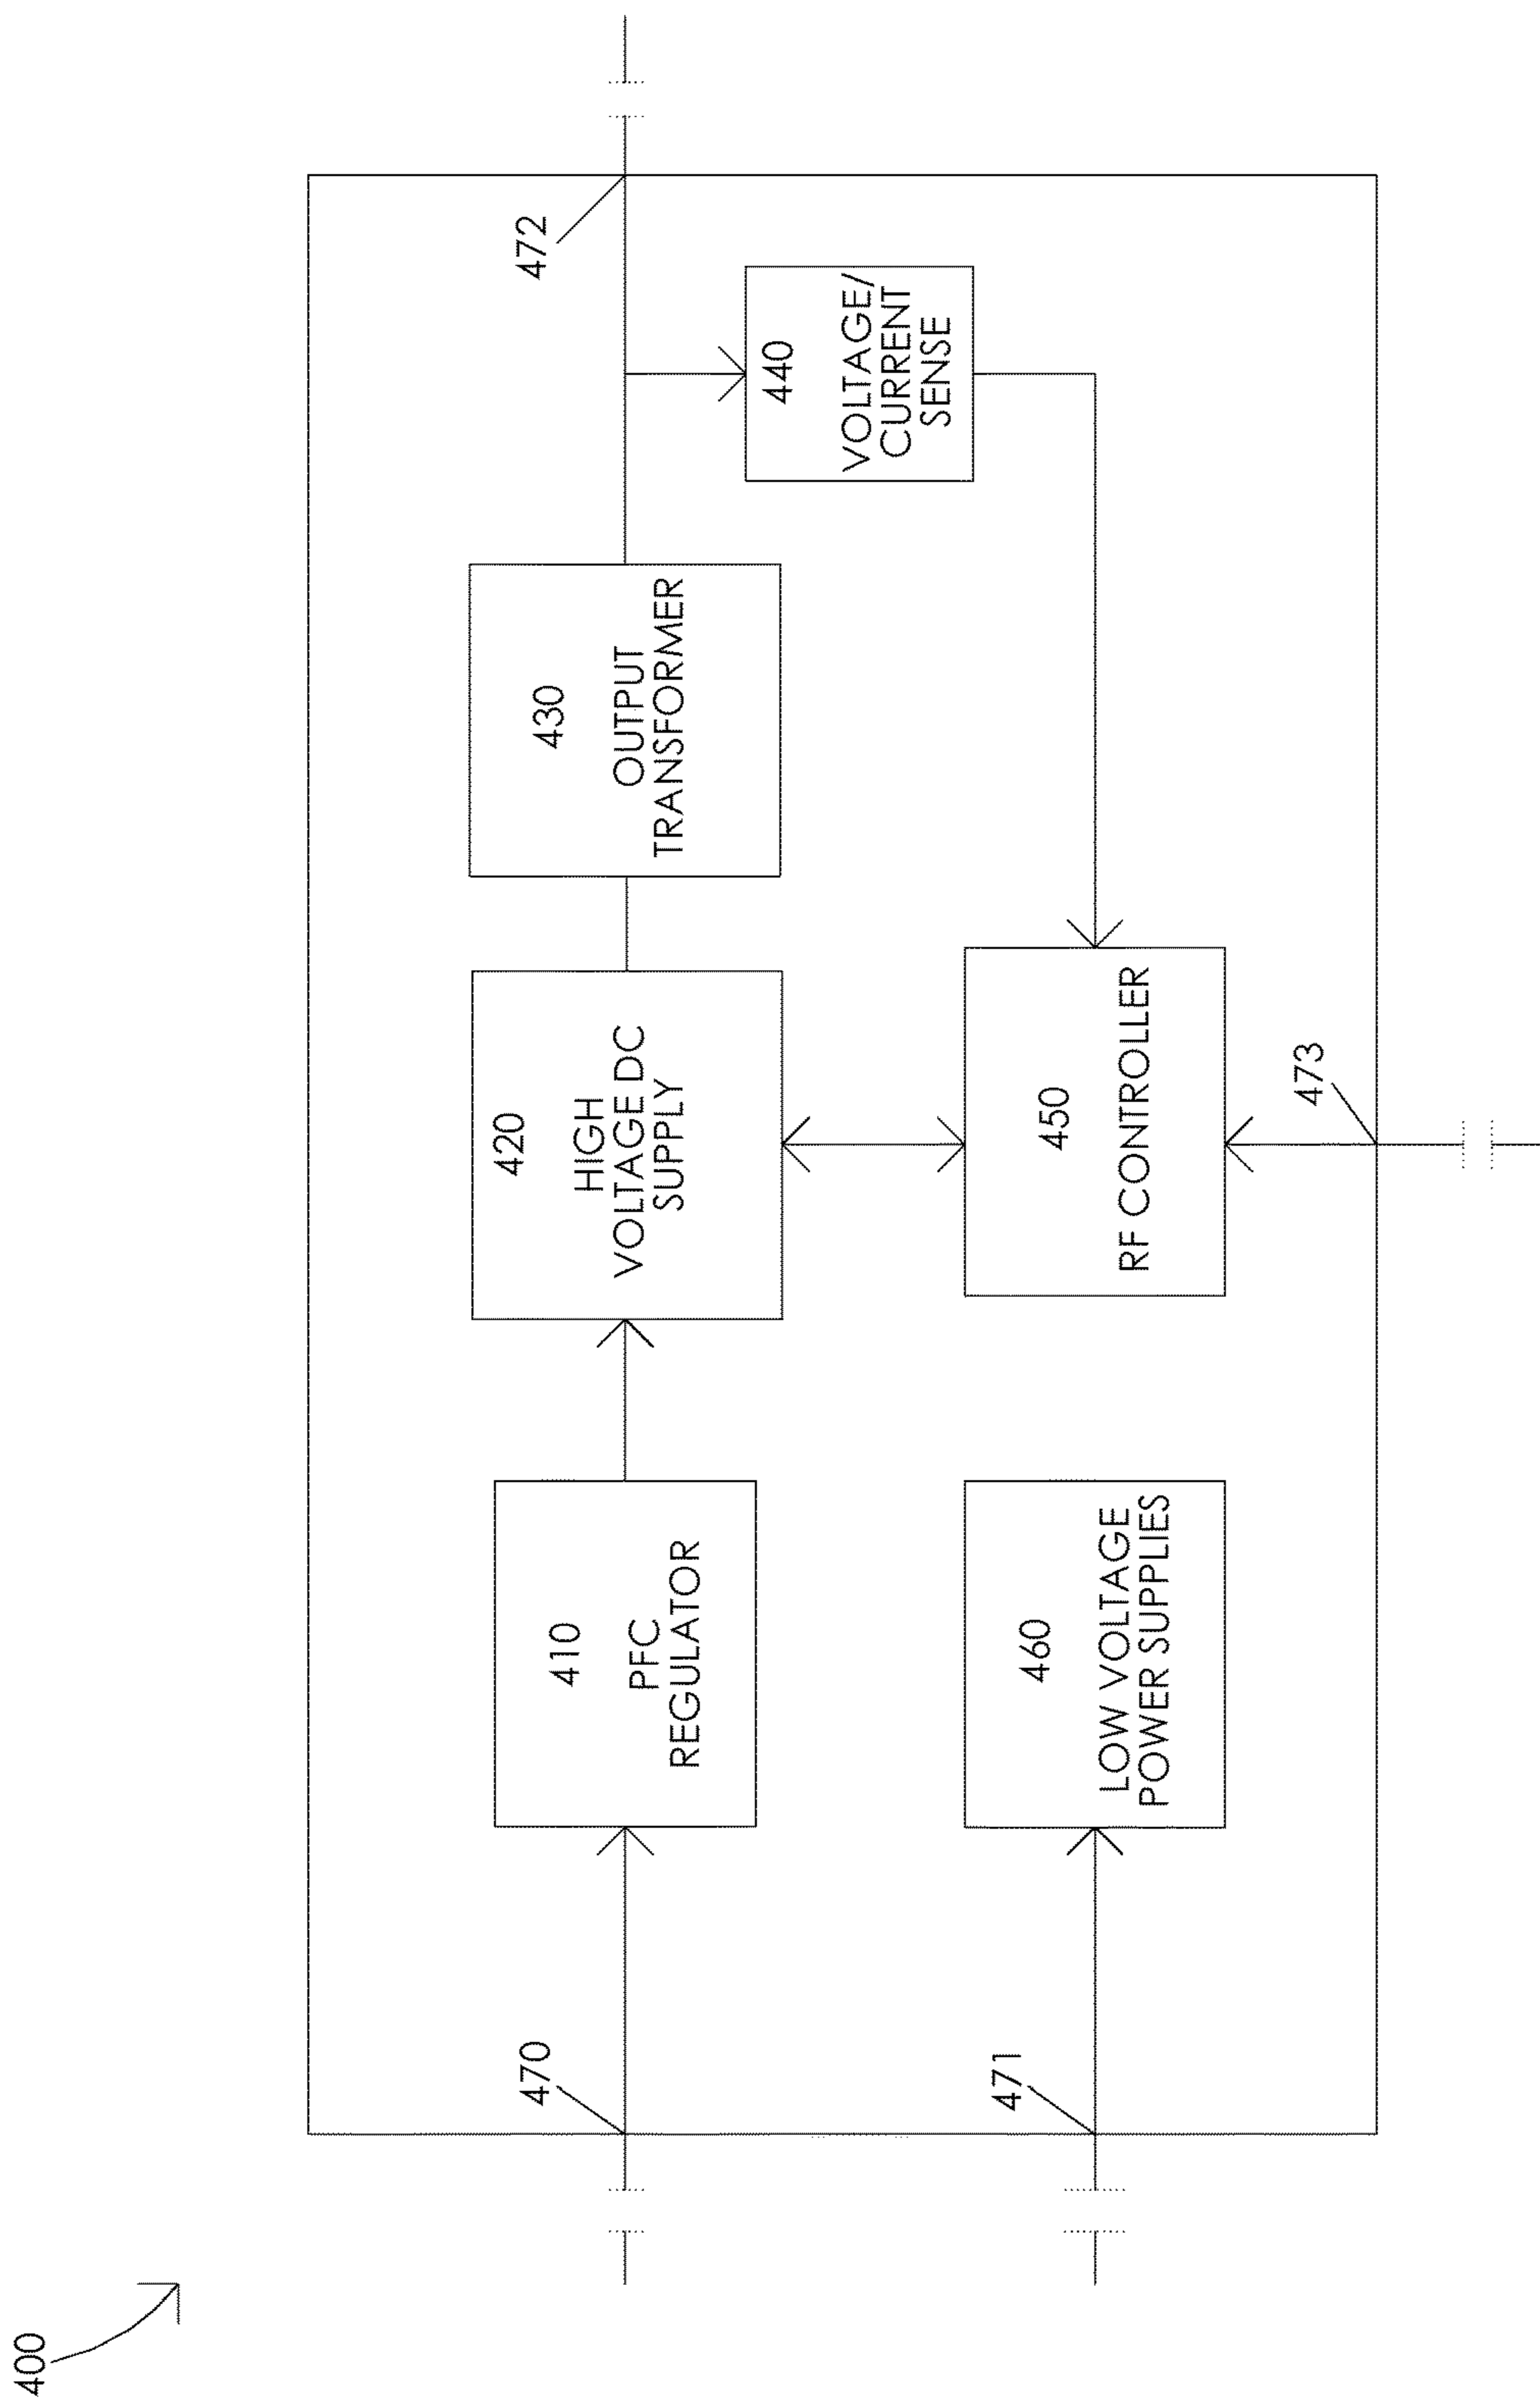 400
470
410
PFC
REGULATOR
420
HIGH
VOLTAGE DC
SUPPLY
430
OUTPUT
TRANSFORMER
472
440
VOLTAGE/
CURRENT
SENSE
471
460
LOW VOLTAGE
POWER SUPPLIES
450
RF CONTROLLER
473